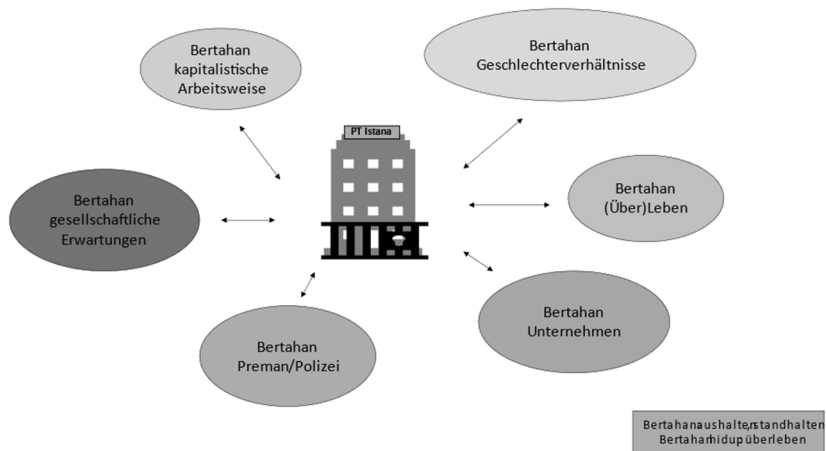 Bertahan
kapitalistische
Arbeitsweise
Bertahan
Geschlechterverhältnisse
PT Istana
Bertahan
gesellschaftliche
Erwartungen
Bertahan
(Über)Leben
Bertahan
Unternehmen
Bertahan
Preman/Polizei
Bertahan aushalten, standhalten
Bertahan hidup überleben